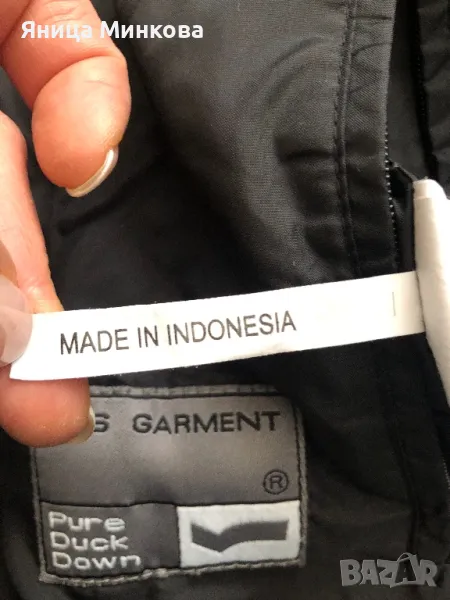 Яница Минкова
MADE IN INDONESIA
S GARMENT
®
Pure
Duck
Down
BAZAR